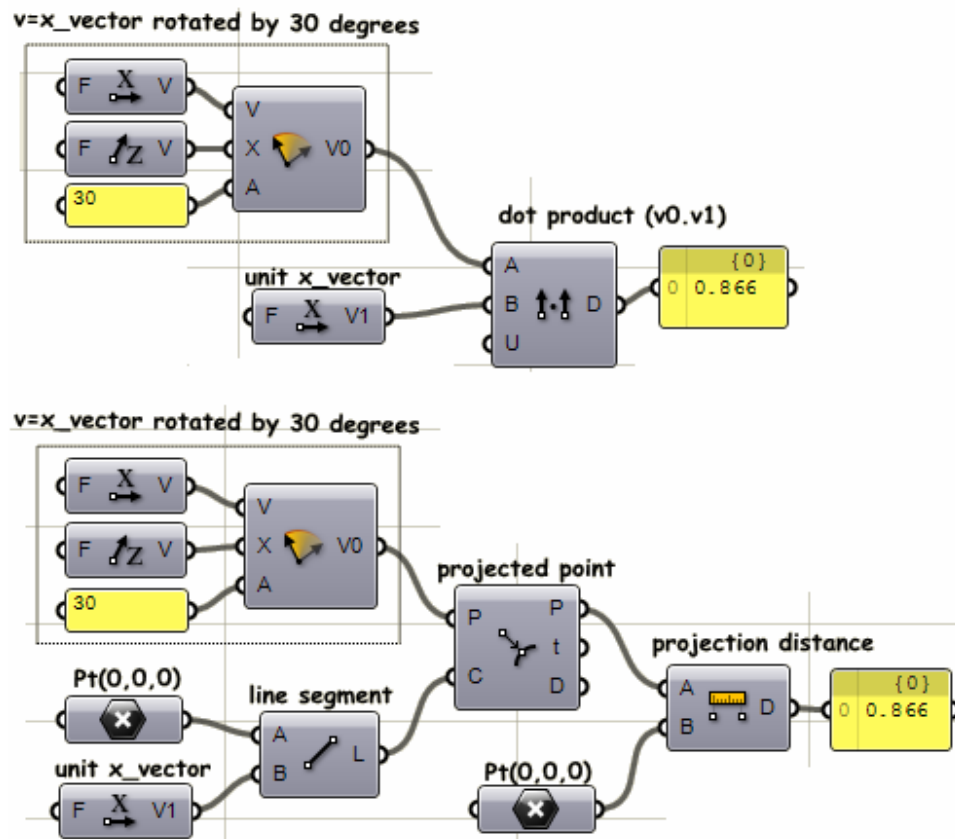 v=x_vector rotated by 30 degrees
F X V
F Z V
30
V
X
A
V0
dot product (v0.v1)
unit x_vector
F X V1
A
B
U
D
{0}
0 0.866
v=x_vector rotated by 30 degrees
F X V
F Z V
30
V
X
A
V0
projected point
P
C
P
t
D
Pt(0,0,0)
line segment
A
B
L
unit x_vector
F X V1
projection distance
A
B
D
Pt(0,0,0)
{0}
0 0.866